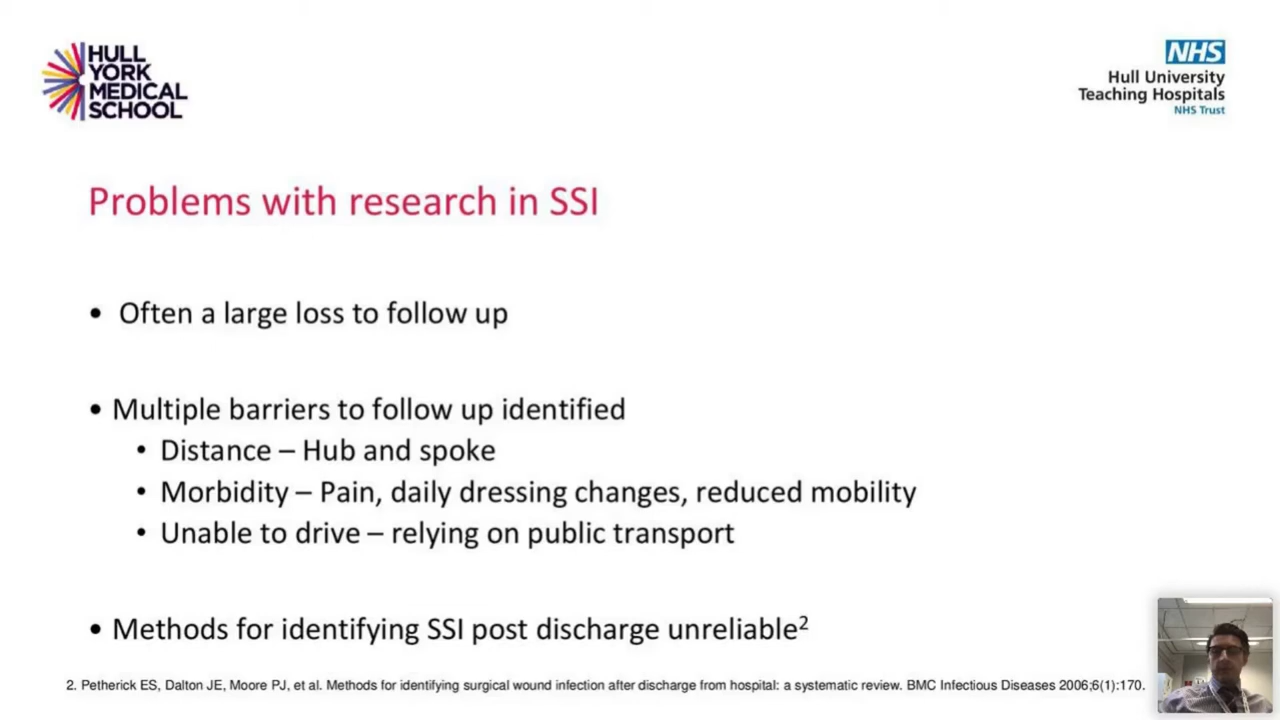 HULL
YORK
MEDICAL
SCHOOL
NHS
Hull University
Teaching Hospitals
NHS Trust
Problems with research in SSI
• Often a large loss to follow up
• Multiple barriers to follow up identified
• Distance – Hub and spoke
• Morbidity – Pain, daily dressing changes, reduced mobility
• Unable to drive – relying on public transport
• Methods for identifying SSI post discharge unreliable²
2. Petherick ES, Dalton JE, Moore PJ, et al. Methods for identifying surgical wound infection after discharge from hospital: a systematic review. BMC Infectious Diseases 2006;6(1):170.